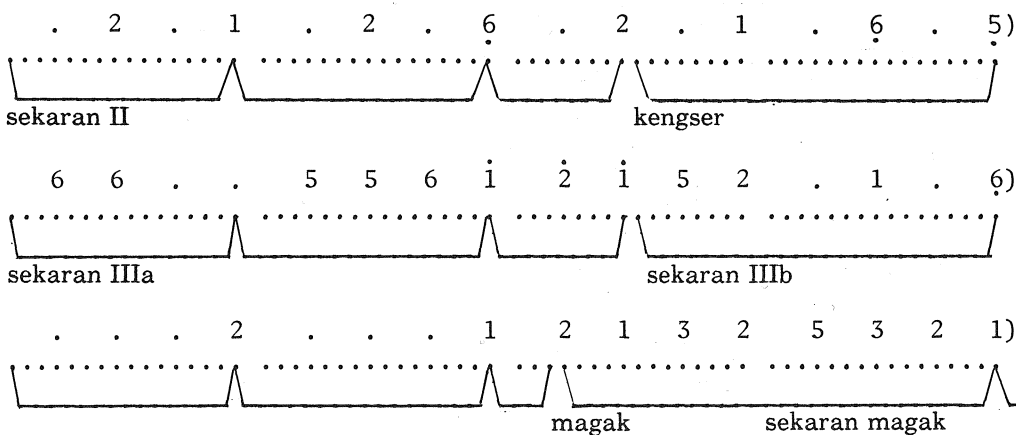 . 2 . 1 . 2 . 6̣ . 2 . 1 . 6̣ . 5̣)
sekaran II kengser
6 6 . . 5 5 6 1̇ 2̇ 1̇ 5 2 . 1 . 6̣)
sekaran IIIa sekaran IIIb
. . . 2 . . . 1 2 1 3 2 5 3 2 1)
magak sekaran magak